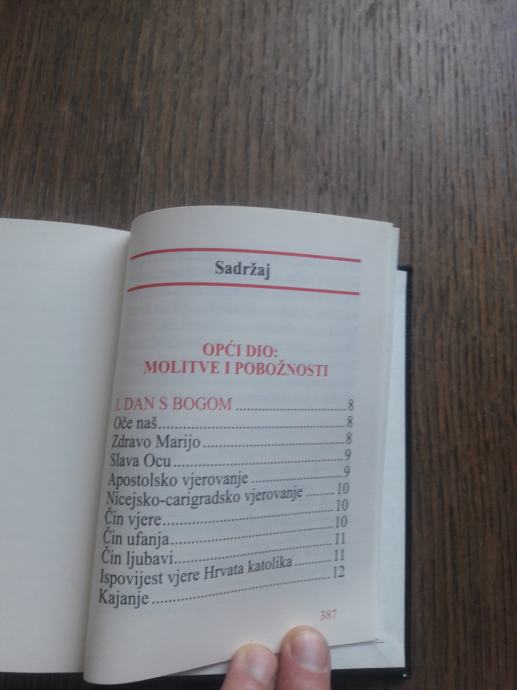 Sadržaj
OPĆI DIO:
MOLITVE I POBOŽNOSTI
I. DAN S BOGOM ........................ 8
Oče naš ........................................ 8
Zdravo Marijo ............................... 8
Slava Ocu ..................................... 9
Apostolsko vjerovanje ................... 9
Nicejsko-carigradsko vjerovanje ........ 10
Čin vjere ...................................... 10
Čin ufanja .................................... 10
Čin ljubavi ................................... 11
Ispovijest vjere Hrvata katolika ......... 11
Kajanje ........................................ 12
387